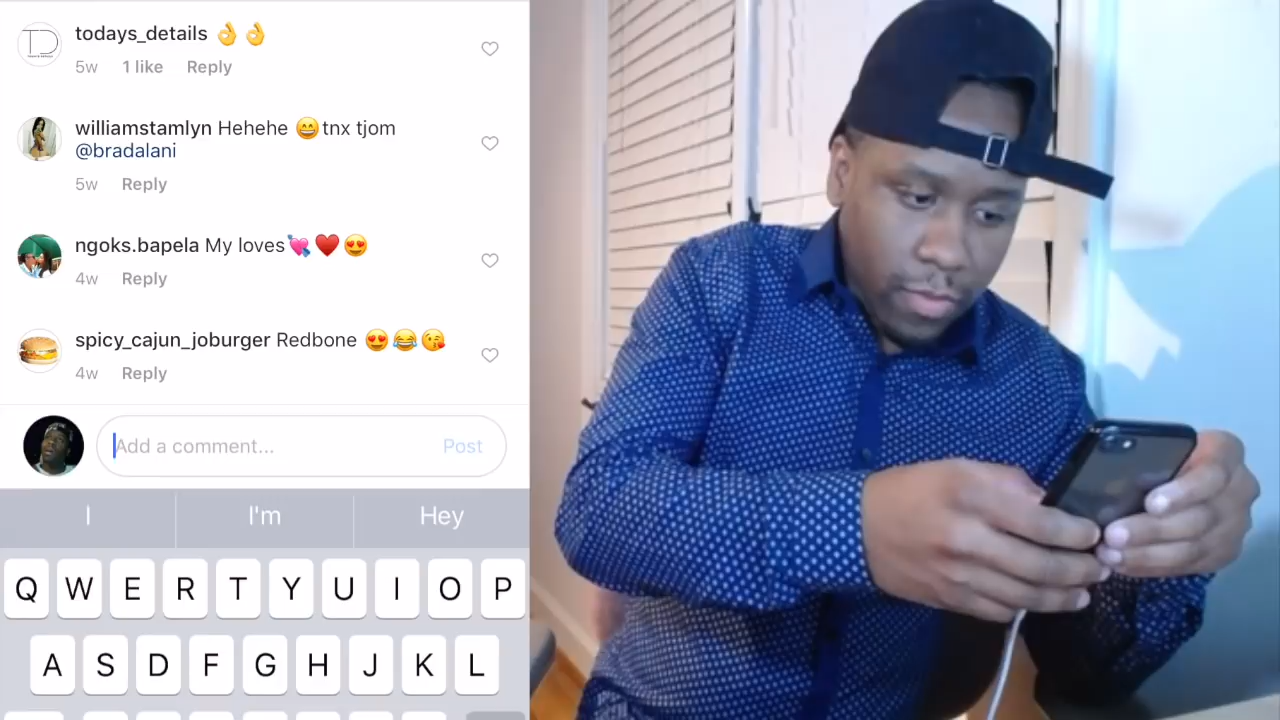 todays_details 👌👌
5w 1 like Reply
williamstamlyn Hehehe 😄tnx tjom
@bradalani
5w Reply
ngoks.bapela My loves💘♥️😍
4w Reply
spicy_cajun_joburger Redbone 😍😂😘
4w Reply
Add a comment... Post
I I'm Hey
Q W E R T Y U I O P
A S D F G H J K L
TD